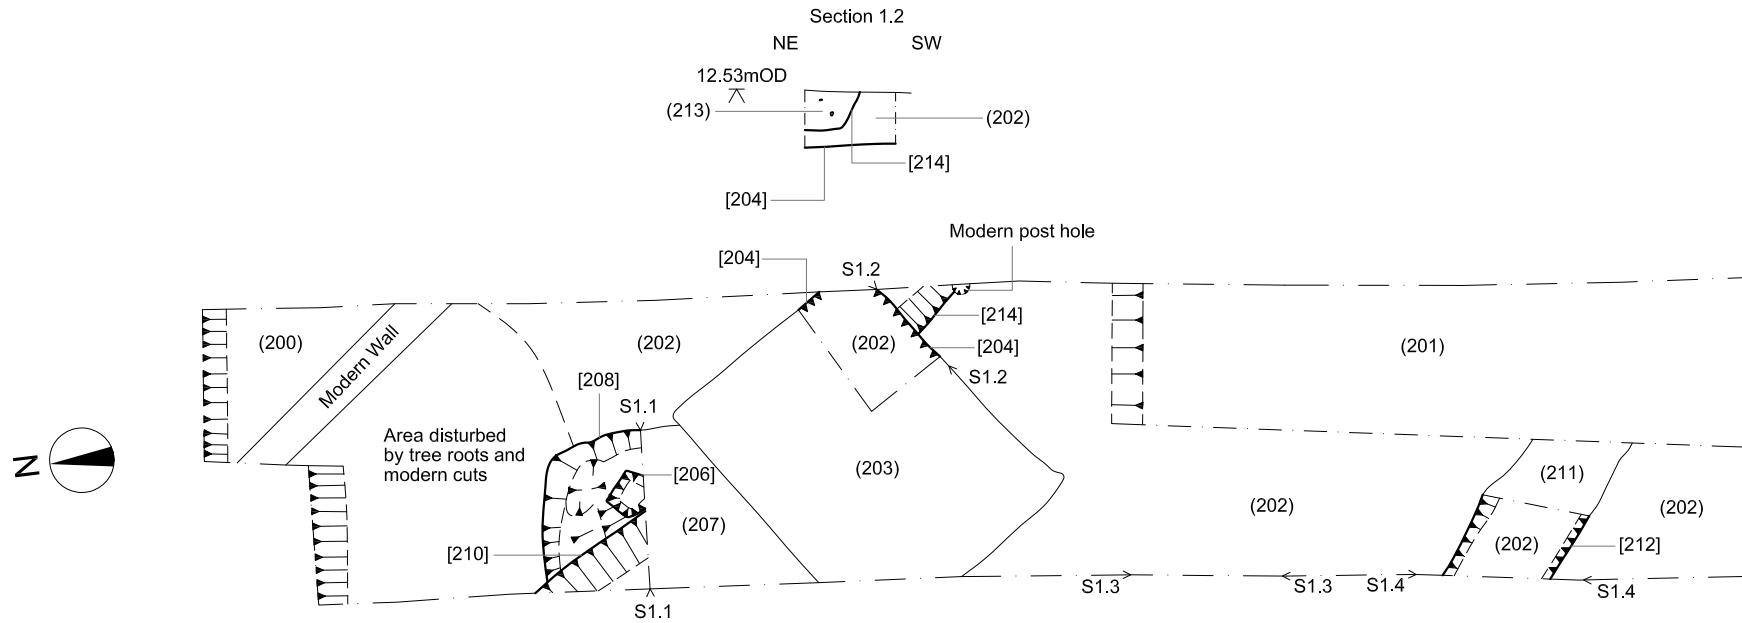 Section 1.2
NE SW
12.53mOD
(213)
(202)
[214]
[204]
Modern post hole
[204]
S1.2
[214]
(200)
Modern Wall
(202)
(202)
[204]
(201)
S1.2
[208]
S1.1
Area disturbed
by tree roots and
modern cuts
N
[206]
(203)
(211)
(207)
(202)
(202)
[210]
(202)
[212]
S1.1
S1.3
S1.3
S1.4
S1.4